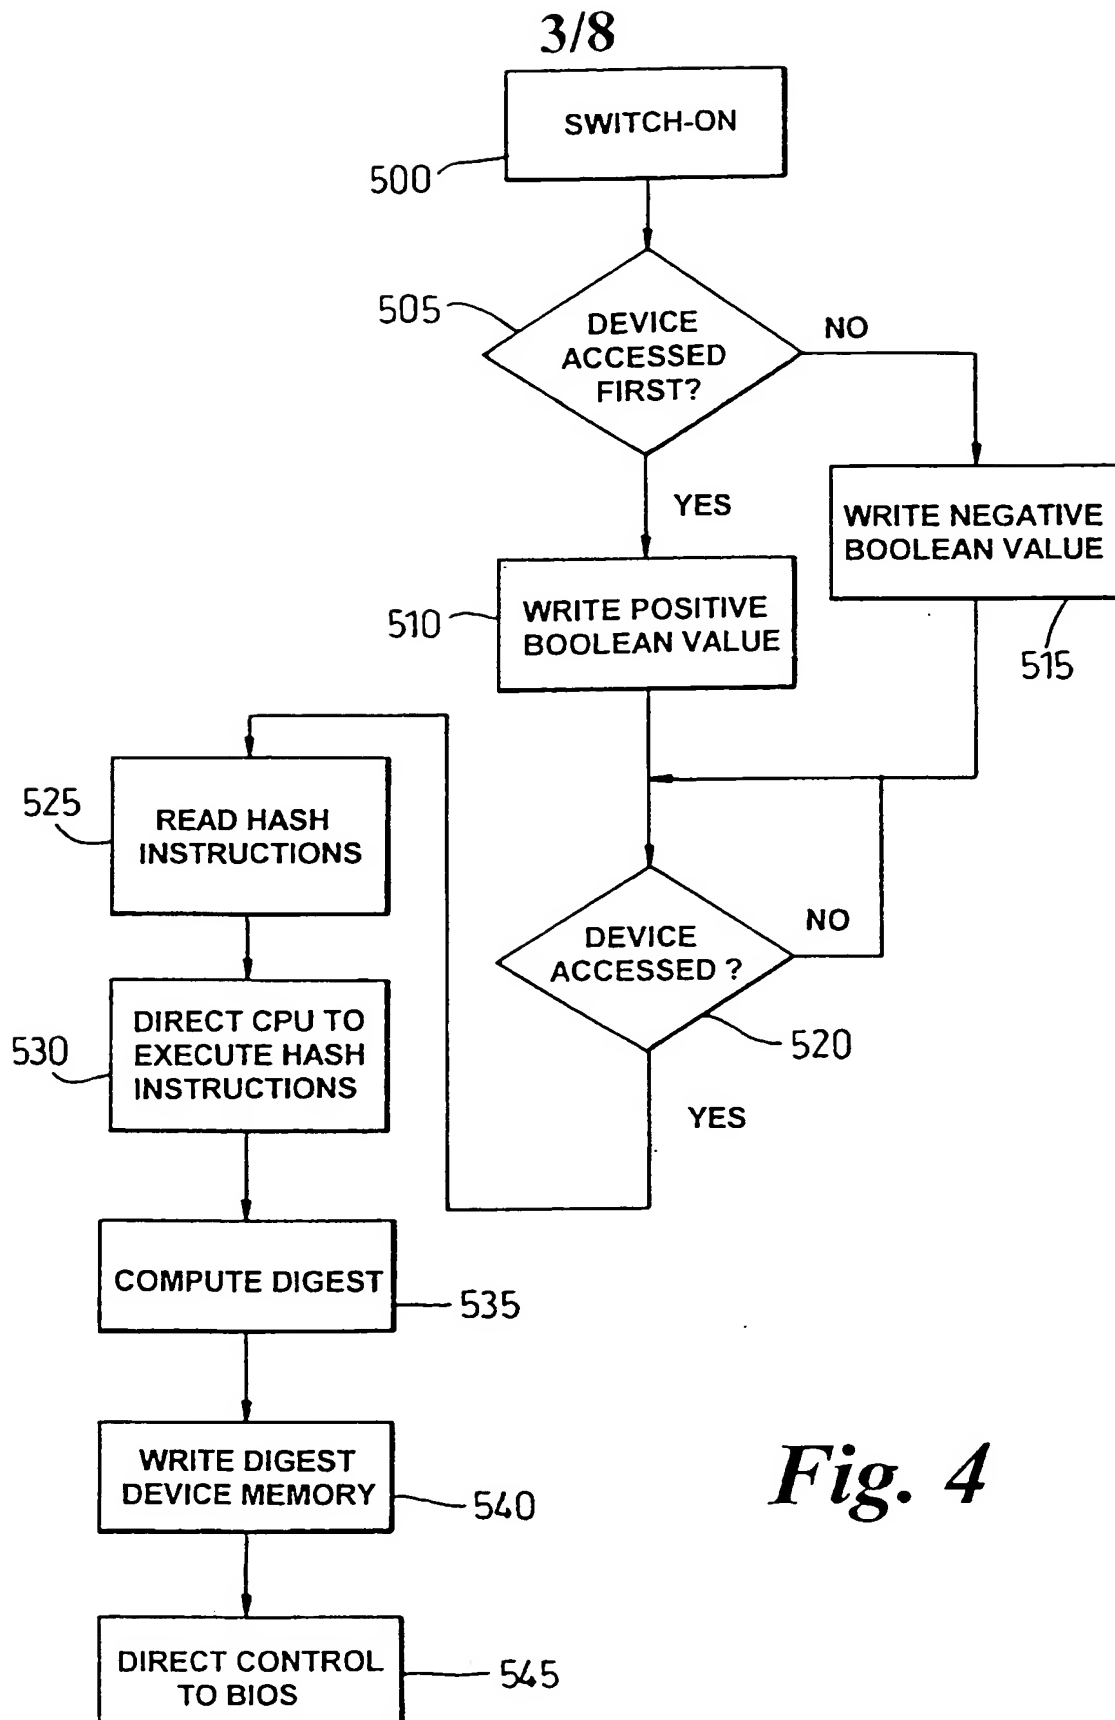 3/8
SWITCH-ON
500
505
DEVICE
ACCESSED
FIRST?
NO
YES
WRITE NEGATIVE
BOOLEAN VALUE
515
510
WRITE POSITIVE
BOOLEAN VALUE
525
READ HASH
INSTRUCTIONS
DEVICE
ACCESSED ?
NO
520
YES
530
DIRECT CPU TO
EXECUTE HASH
INSTRUCTIONS
COMPUTE DIGEST
535
WRITE DIGEST
DEVICE MEMORY
540
DIRECT CONTROL
TO BIOS
545
Fig. 4